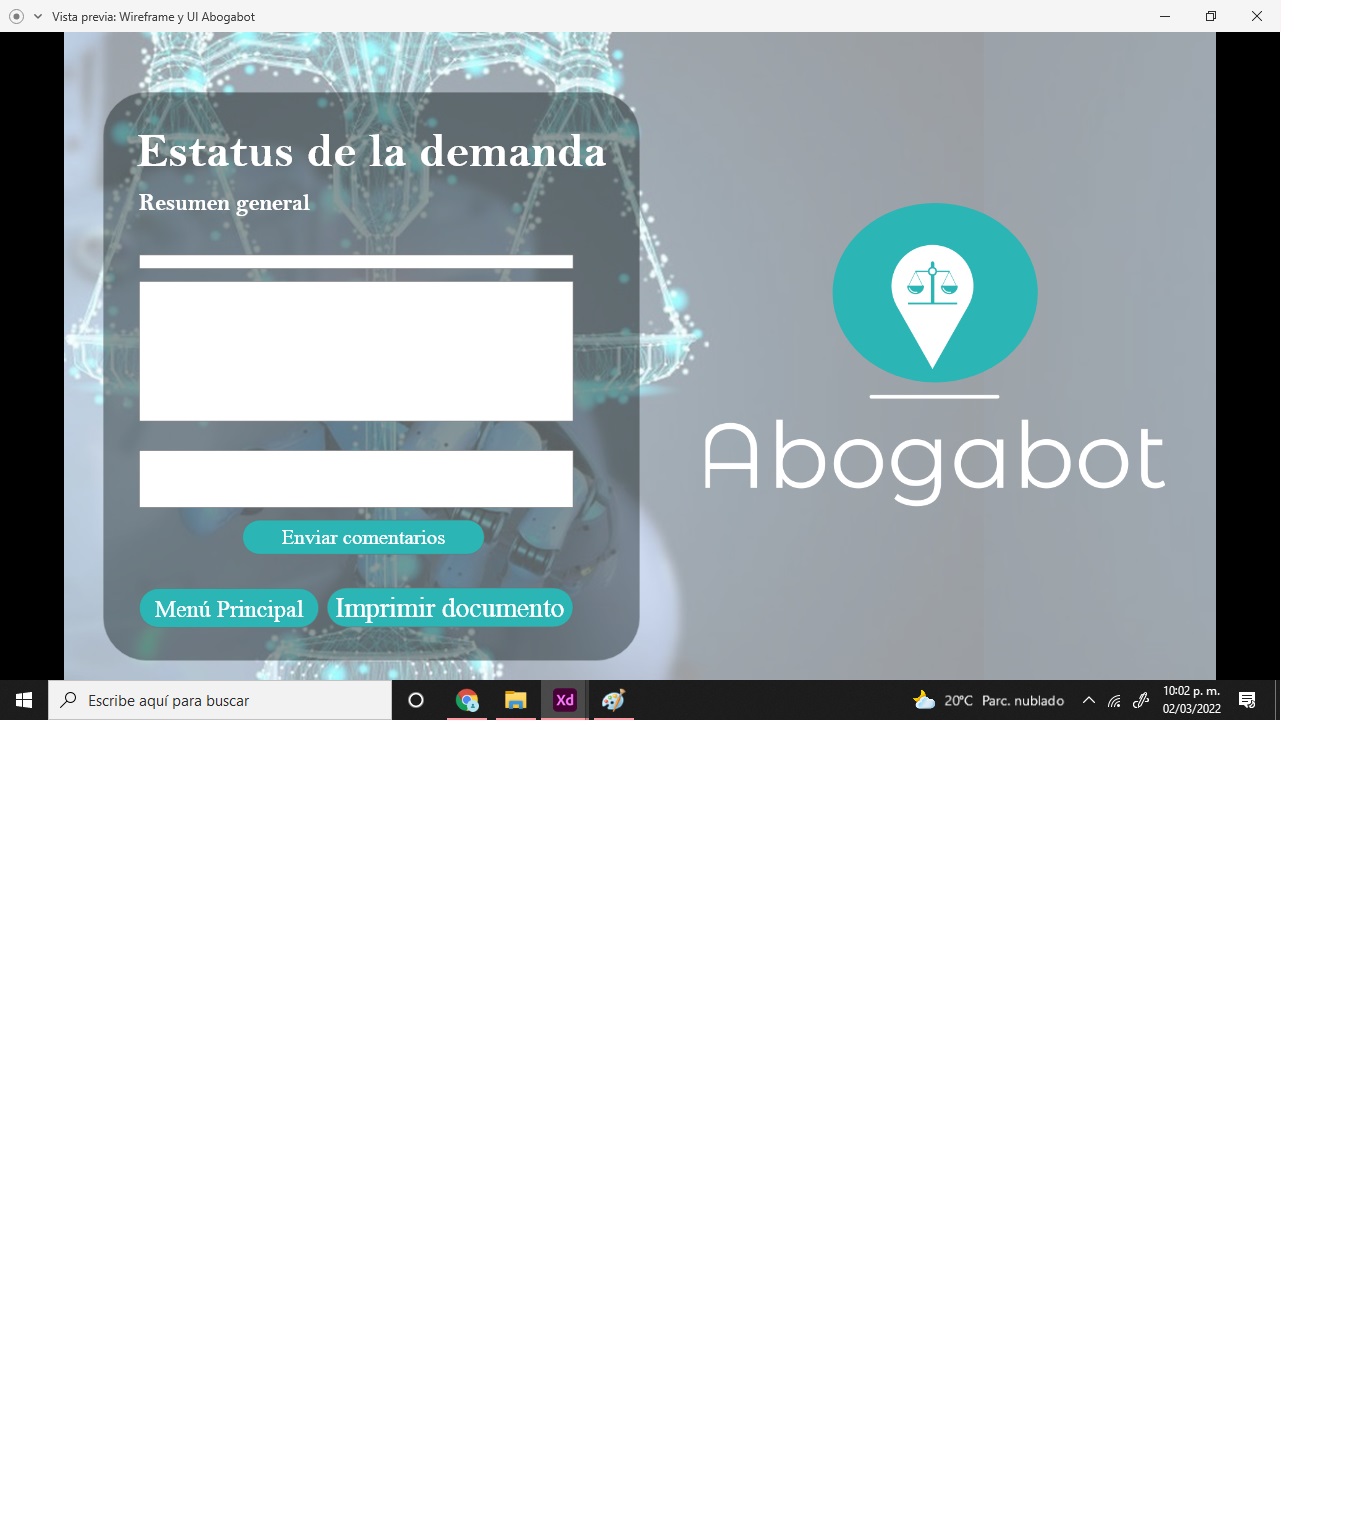 Vista previa: Wireframe y UI Abogabot
Estatus de la demanda
Resumen general
Enviar comentarios
Menú Principal
Imprimir documento
Abogabot
Escribe aquí para buscar
Xd
20°C Parc. nublado
10:02 p. m.
02/03/2022